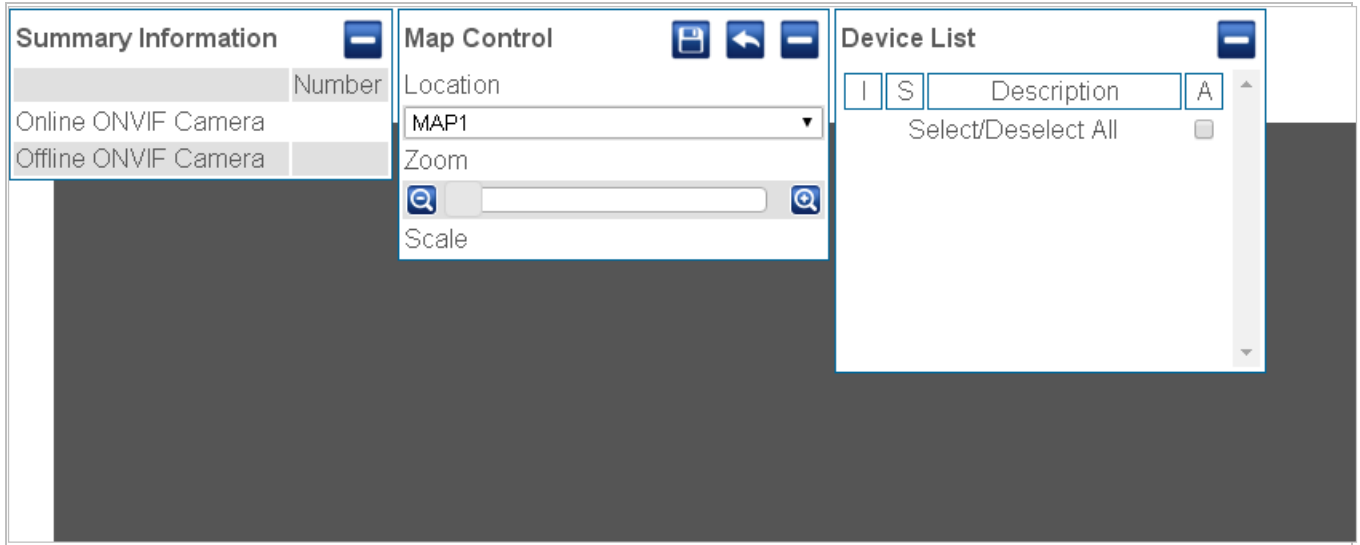 Summary Information
Number
Online ONVIF Camera
Offline ONVIF Camera
Map Control
Location
MAP1
Zoom
Scale
Device List
I S Description A
Select/Deselect All